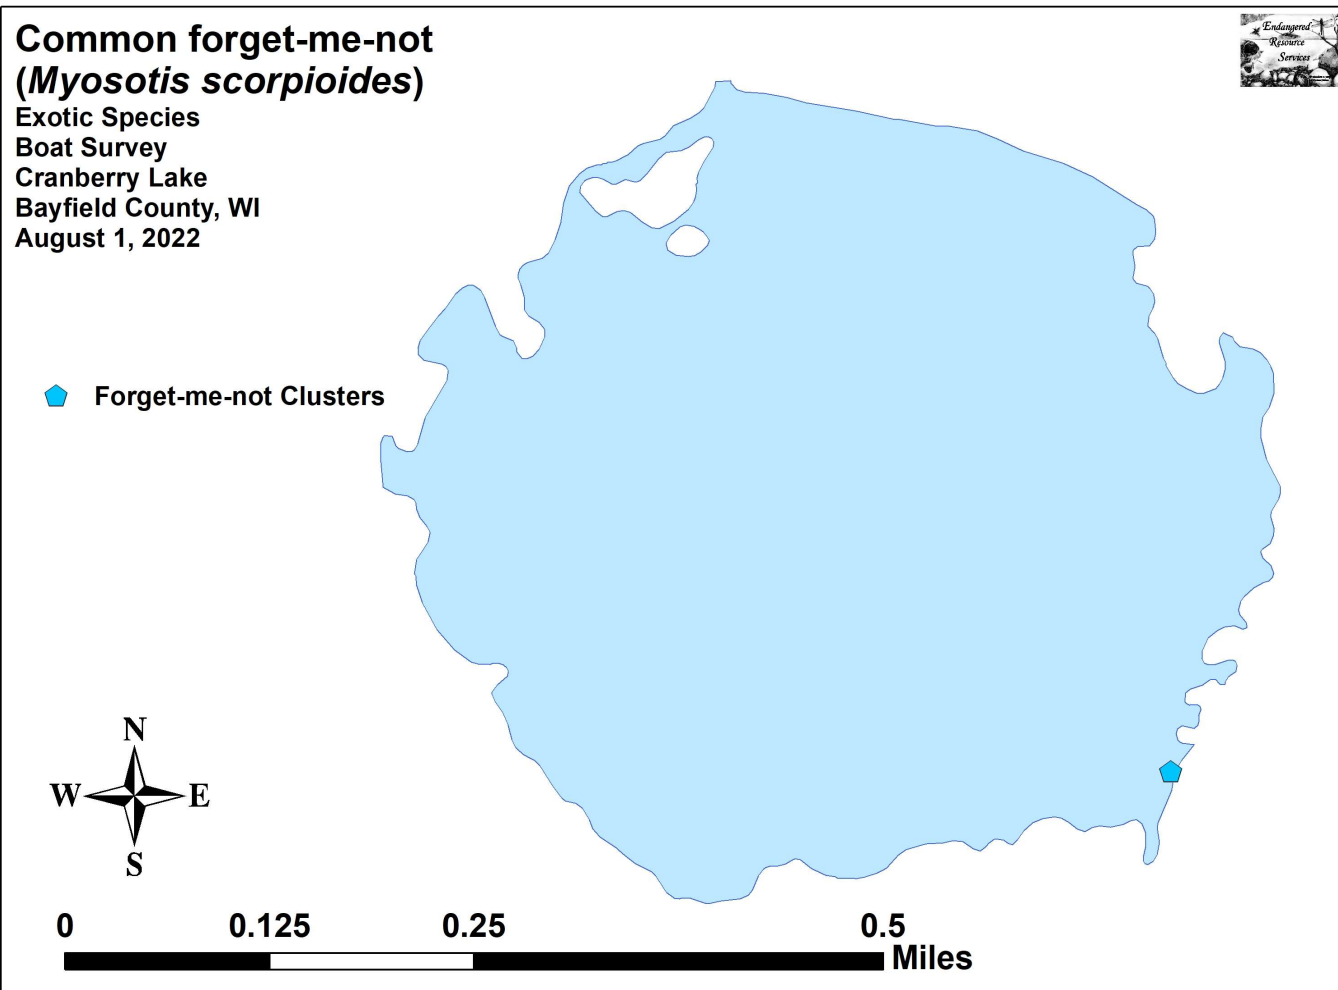 Common forget-me-not
(Myosotis scorpioides)
Exotic Species
Boat Survey
Cranberry Lake
Bayfield County, WI
August 1, 2022
Endangered
Resource
Services
Forget-me-not Clusters
N
W E
S
0 0.125 0.25 0.5
Miles